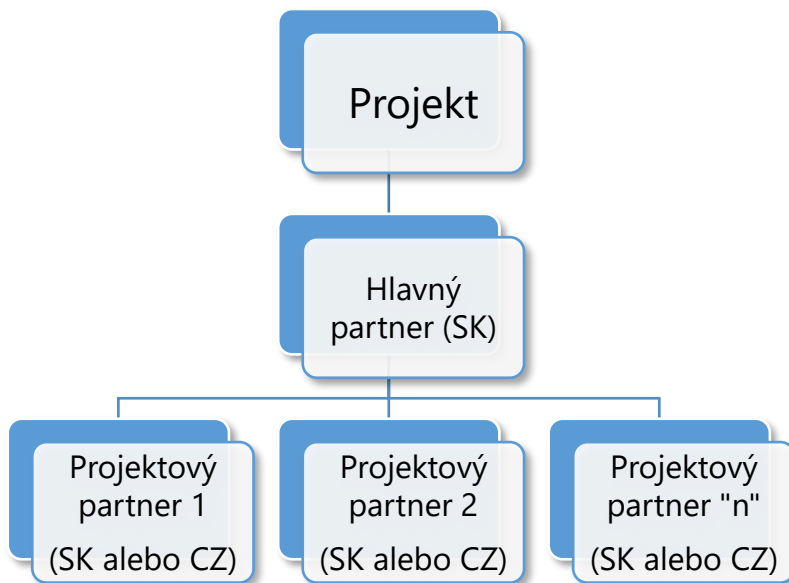 Projekt
Hlavný
partner (SK)
Projektový
partner 1
(SK alebo CZ)
Projektový
partner 2
(SK alebo CZ)
Projektový
partner "n"
(SK alebo CZ)